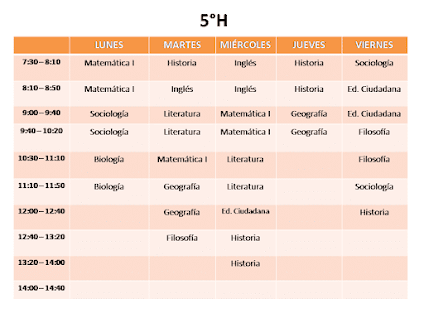 5°H
LUNES MARTES MIÉRCOLES JUEVES VIERNES
7:30–8:10 Matemática I Historia Inglés Historia Sociología
8:10–8:50 Matemática I Inglés Inglés Historia Ed. Ciudadana
9:00–9:40 Sociología Literatura Matemática I Geografía Ed. Ciudadana
9:40–10:20 Sociología Literatura Matemática I Geografía Filosofía
10:30–11:10 Biología Matemática I Literatura Filosofía
11:10–11:50 Biología Geografía Literatura Sociología
12:00–12:40 Geografía Ed. Ciudadana Historia
12:40–13:20 Filosofía Historia
13:20–14:00 Historia
14:00–14:40